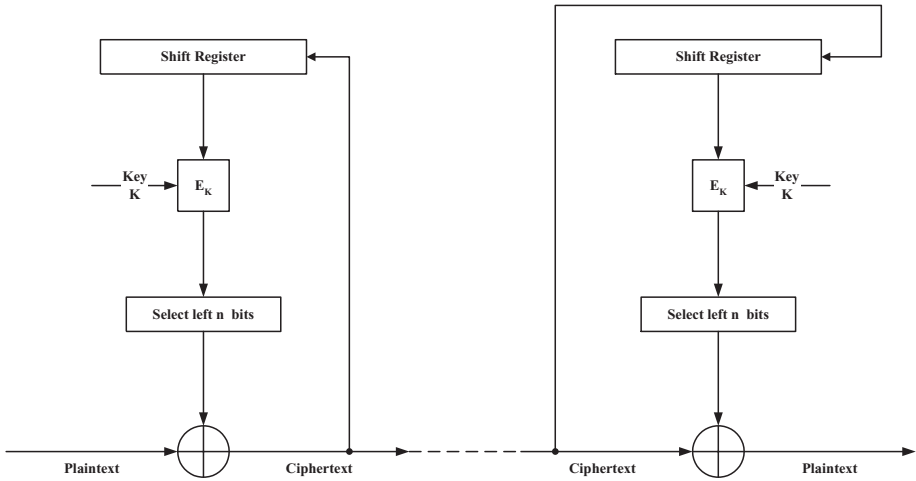 Shift Register
Shift Register
Key
K
E_K
E_K
Key
K
Select left n bits
Select left n bits
Plaintext
Ciphertext
Ciphertext
Plaintext